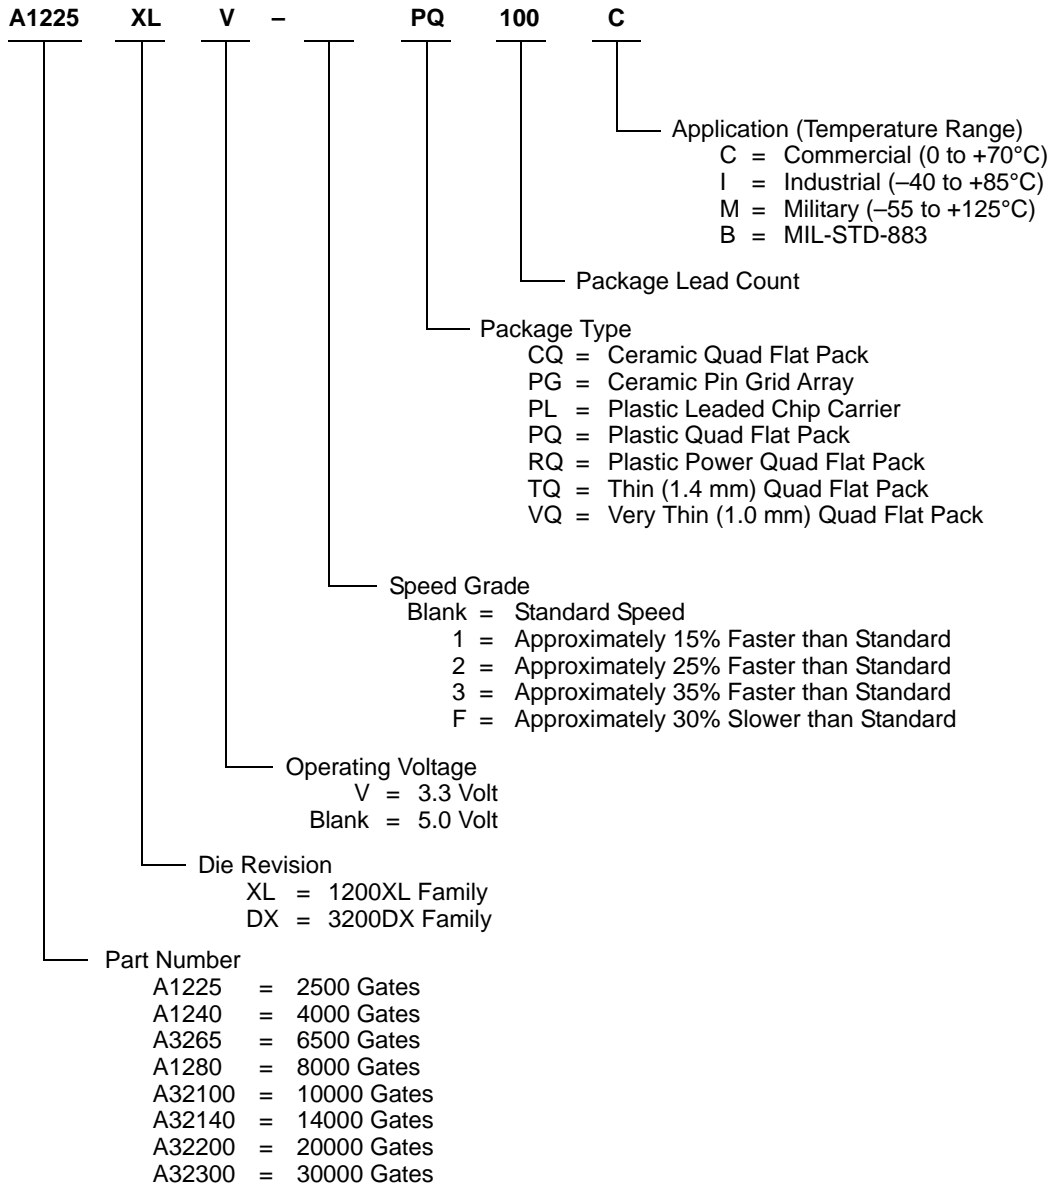 A1225 XL V – PQ 100 C
Application (Temperature Range)
C = Commercial (0 to +70°C)
I = Industrial (–40 to +85°C)
M = Military (–55 to +125°C)
B = MIL-STD-883
Package Lead Count
Package Type
CQ = Ceramic Quad Flat Pack
PG = Ceramic Pin Grid Array
PL = Plastic Leaded Chip Carrier
PQ = Plastic Quad Flat Pack
RQ = Plastic Power Quad Flat Pack
TQ = Thin (1.4 mm) Quad Flat Pack
VQ = Very Thin (1.0 mm) Quad Flat Pack
Speed Grade
Blank = Standard Speed
1 = Approximately 15% Faster than Standard
2 = Approximately 25% Faster than Standard
3 = Approximately 35% Faster than Standard
F = Approximately 30% Slower than Standard
Operating Voltage
V = 3.3 Volt
Blank = 5.0 Volt
Die Revision
XL = 1200XL Family
DX = 3200DX Family
Part Number
A1225 = 2500 Gates
A1240 = 4000 Gates
A3265 = 6500 Gates
A1280 = 8000 Gates
A32100 = 10000 Gates
A32140 = 14000 Gates
A32200 = 20000 Gates
A32300 = 30000 Gates